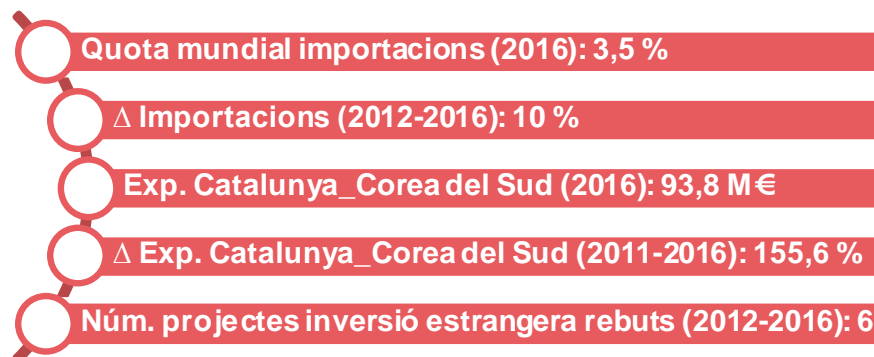 Quota mundial importacions (2016): 3,5 %
Δ Importacions (2012-2016): 10 %
Exp. Catalunya_Corea del Sud (2016): 93,8 M€
Δ Exp. Catalunya_Corea del Sud (2011-2016): 155,6 %
Núm. projectes inversió estrangera rebuts (2012-2016): 6